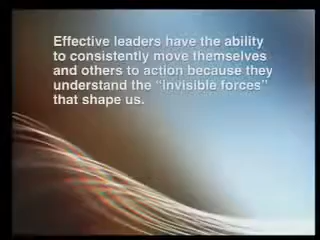 Effective leaders have the ability
to consistently move themselves
and others to action because they
understand the “invisible forces”
that shape us.